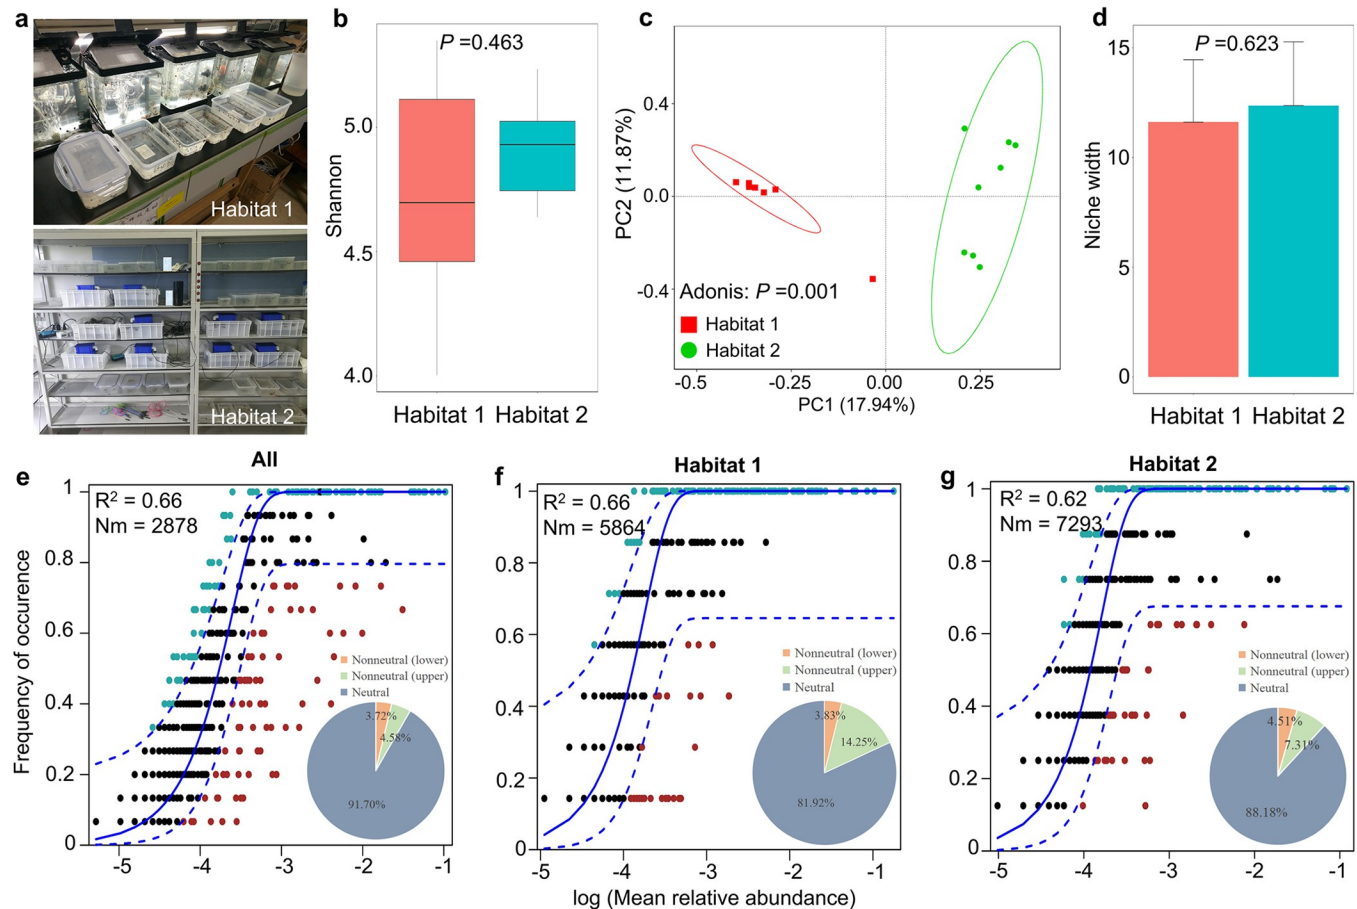 a
Habitat 1
Habitat 2
b
P =0.463
Shannon
5.0
4.5
4.0
Habitat 1 Habitat 2
c
PC2 (11.87%)
0.4
0.0
-0.4
Adonis: P =0.001
Habitat 1
Habitat 2
-0.5 -0.25 0.00 0.25
PC1 (17.94%)
d
P =0.623
Niche width
15
10
5
0
Habitat 1 Habitat 2
e
All
R² = 0.66
Nm = 2878
Frequency of occurence
1
0.8
0.6
0.4
0.2
0
Nonneutral (lower)
Nonneutral (upper)
Neutral
3.72%
4.58%
91.70%
-5 -4 -3 -2 -1
f
Habitat 1
R² = 0.66
Nm = 5864
1
0.8
0.6
0.4
0.2
0
Nonneutral (lower)
Nonneutral (upper)
Neutral
3.83%
14.25%
81.92%
-5 -4 -3 -2 -1
log (Mean relative abundance)
g
Habitat 2
R² = 0.62
Nm = 7293
1
0.8
0.6
0.4
0.2
0
Nonneutral (lower)
Nonneutral (upper)
Neutral
4.51%
7.31%
88.18%
-5 -4 -3 -2 -1